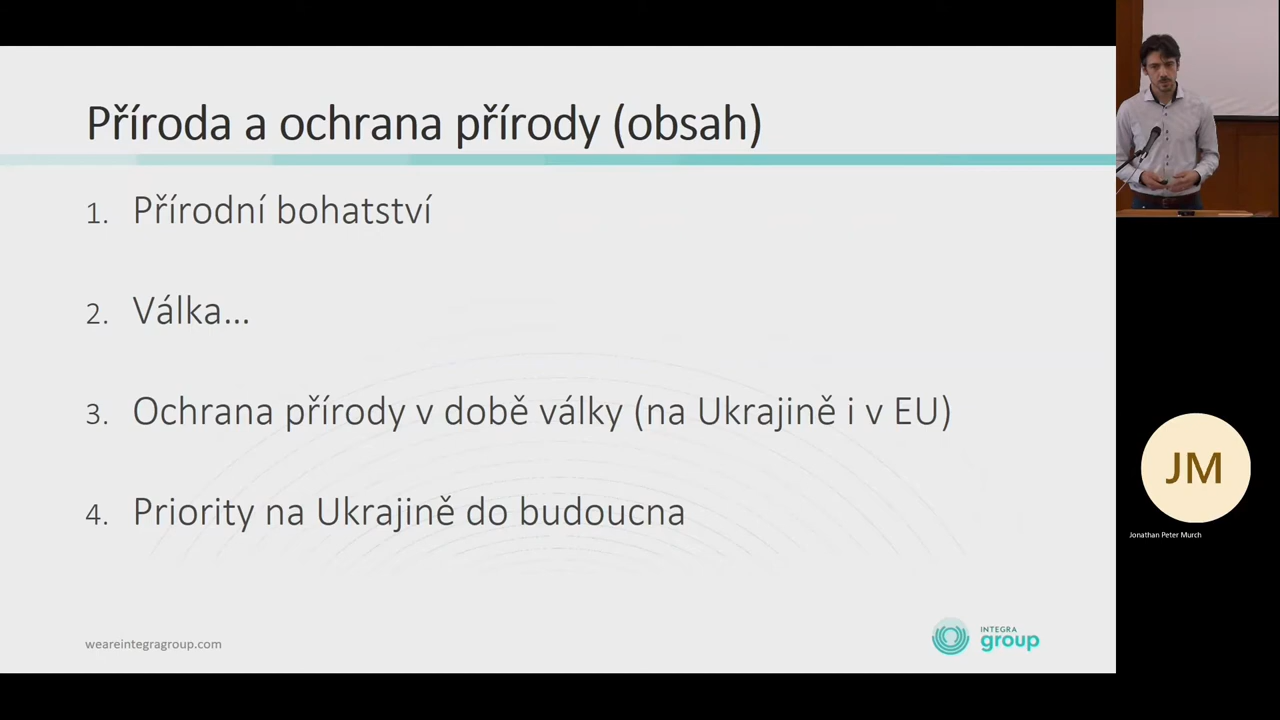 Příroda a ochrana přírody (obsah)
1. Přírodní bohatství
2. Válka...
3. Ochrana přírody v době války (na Ukrajině i v EU)
4. Priority na Ukrajině do budoucna
weareintegragroup.com
INTEGRA
group
JM
Jonathan Peter Murch